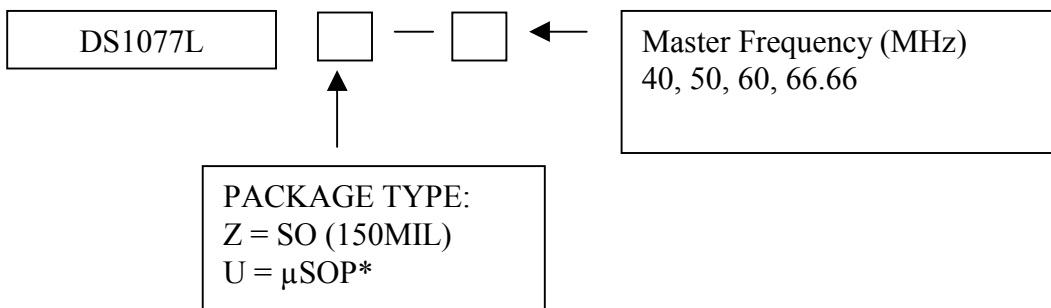 DS1077L
—
Master Frequency (MHz)
40, 50, 60, 66.66
PACKAGE TYPE:
Z = SO (150MIL)
U = µSOP*